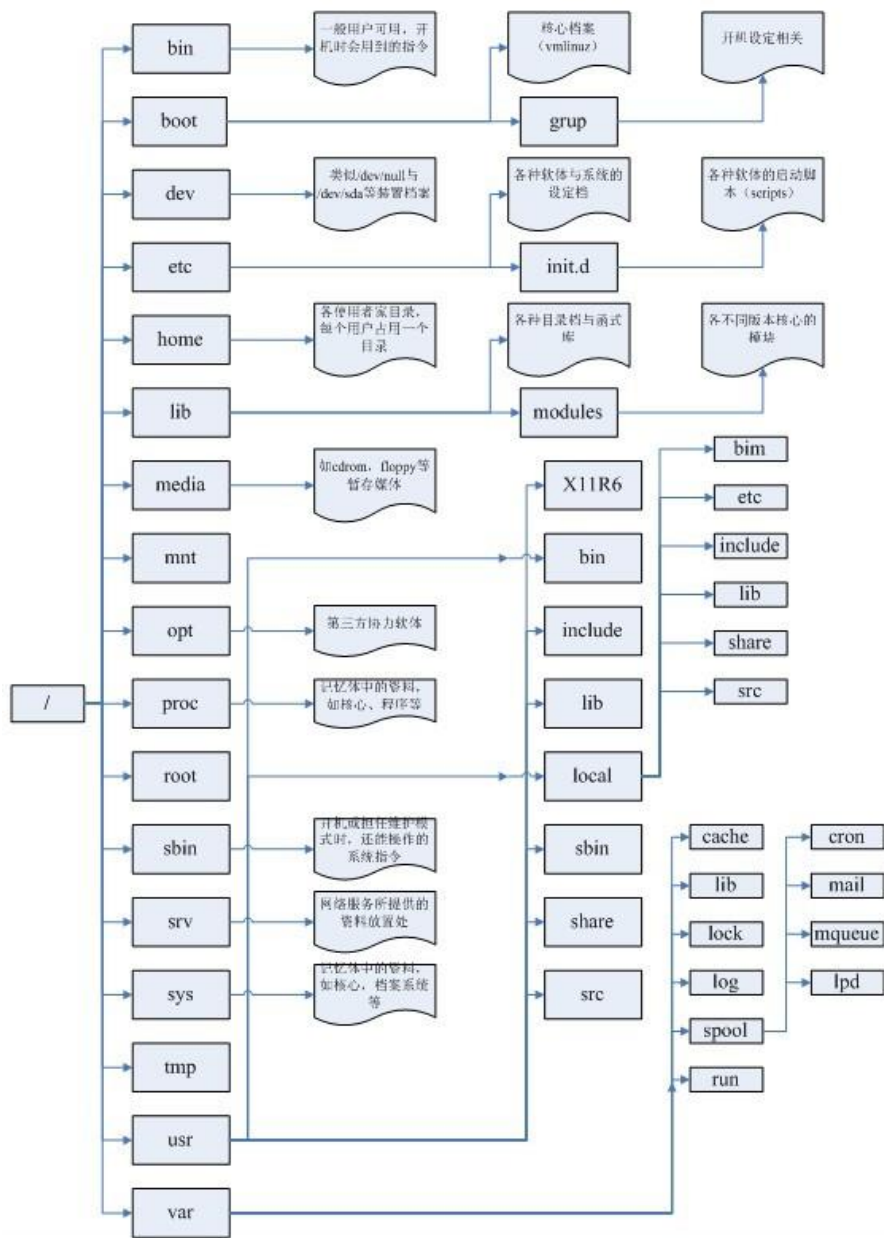 bin
一般用户可用，开
机时会用到的指令
核心档案
（vmlinuz）
开机设定相关
boot
grup
dev
类似/dev/null与
/dev/sda等装置档案
各种软体与系统的
设定档
各种软体的启动脚
本（scripts）
etc
init.d
home
各使用者家目录，
每个用户占用一个
目录
各种目录档与函式
库
各不同版本核心的
模块
lib
modules
bim
media
如cdrom，floppy等
暂存媒体
X11R6
etc
mnt
bin
include
lib
opt
第三方协力软体
include
share
/
proc
记忆体中的资料，
如核心、程序等
lib
src
root
local
sbin
开机或担任维护模
式时，还能操作的
系统指令
sbin
cache
cron
lib
mail
srv
网络服务所提供的
资料放置处
share
lock
mqueue
sys
记忆体中的资料，
如核心，档案系统
等
src
log
lpd
spool
tmp
run
usr
var